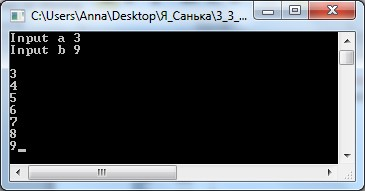 C:\Users\Anna\Desktop\Я_Санька\3_3_...
Input a 3
Input b 9
3
4
5
6
7
8
9